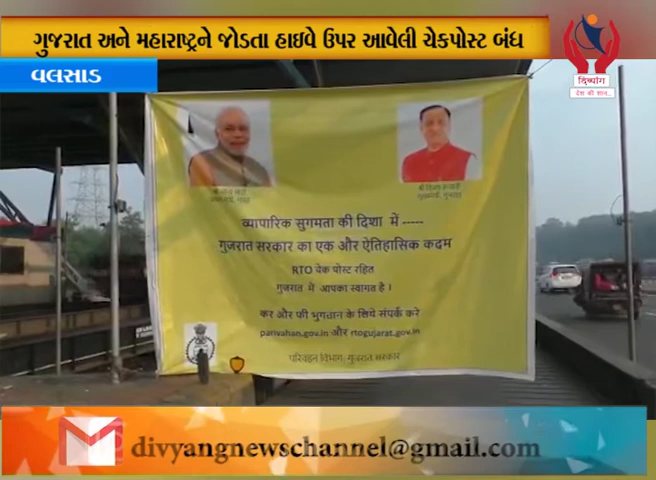 ગુજરાત અને મહારાષ્ટ્રને જોડતા હાઇવે ઉપર આવેલી ચેકપોસ્ટ બંધ
વલસાડ
दिव्यांग
देश की शान..
व्यापारिक सुगमता की दिशा में -----
गुजरात सरकार का एक और ऐतिहासिक कदम
RTO चेक पोस्ट रहित
गुजरात में आपका स्वागत है !
कर और फी भुगतान के लिये संपर्क करे
parivahan.gov.in और rtogujarat.gov.in
परिवहन विभाग, गुजरात सरकार
divyangnewschannel@gmail.com